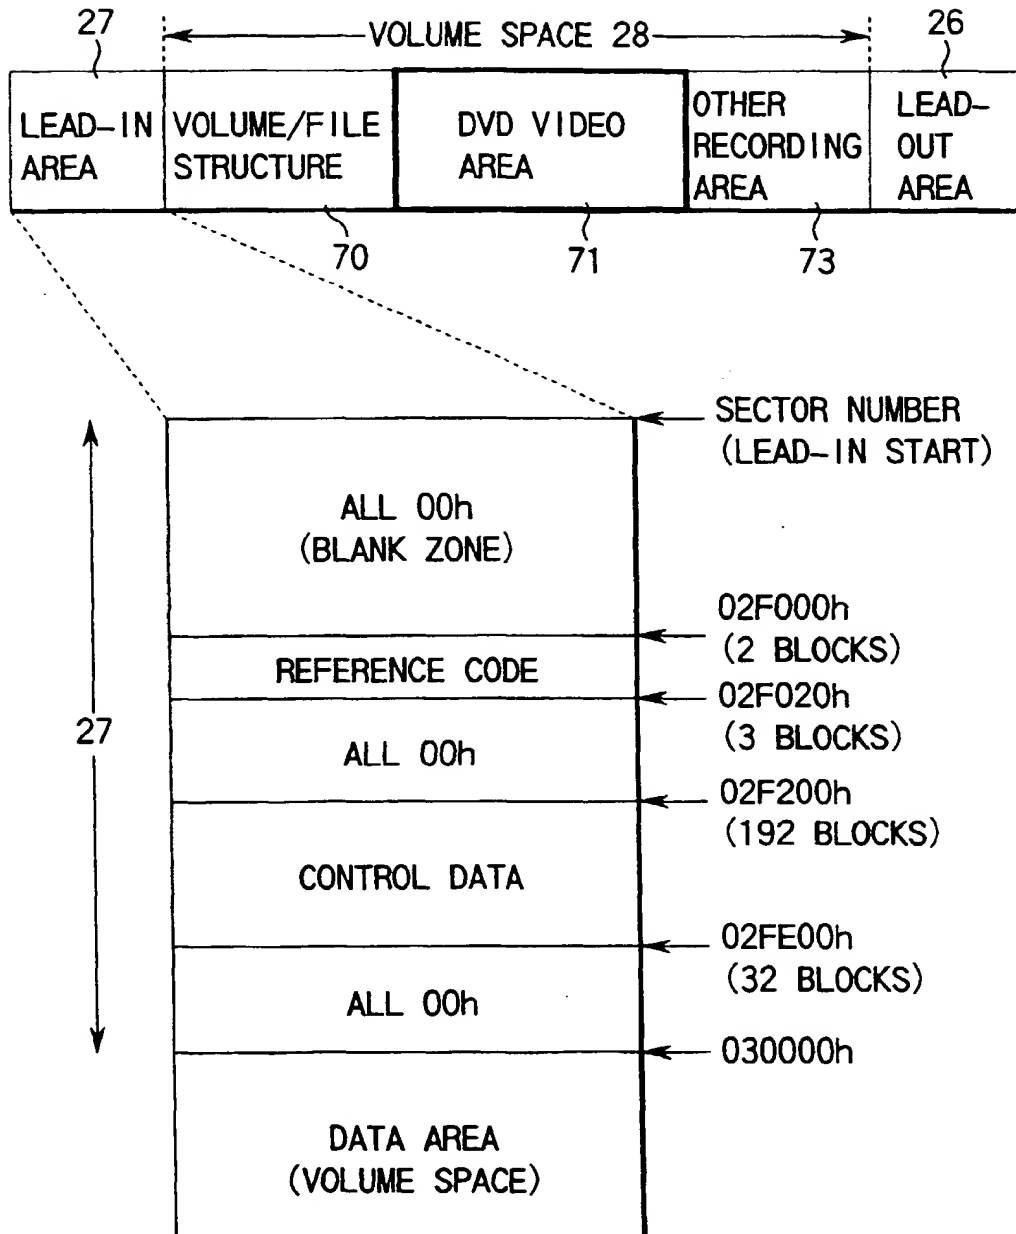 27
VOLUME SPACE 28
26
LEAD-IN AREA
VOLUME/FILE STRUCTURE
DVD VIDEO AREA
OTHER RECORDING AREA
LEAD-OUT AREA
70
71
73
SECTOR NUMBER
(LEAD-IN START)
ALL 00h
(BLANK ZONE)
02F000h
(2 BLOCKS)
REFERENCE CODE
02F020h
(3 BLOCKS)
27
ALL 00h
02F200h
(192 BLOCKS)
CONTROL DATA
02FE00h
(32 BLOCKS)
ALL 00h
030000h
DATA AREA
(VOLUME SPACE)